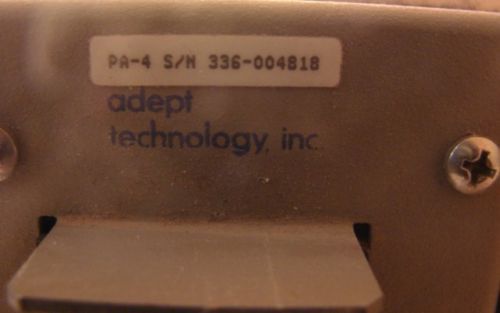 PA-4 S/N 336-004818
adept
technology, inc.